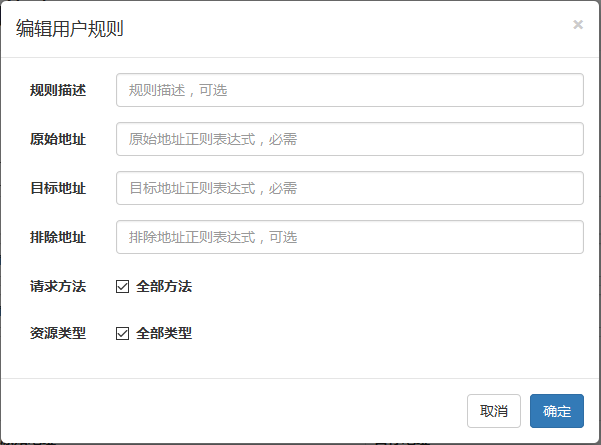 编辑用户规则 ×
规则描述 规则描述，可选
原始地址 原始地址正则表达式，必需
目标地址 目标地址正则表达式，必需
排除地址 排除地址正则表达式，可选
请求方法 全部方法
资源类型 全部类型
取消 确定